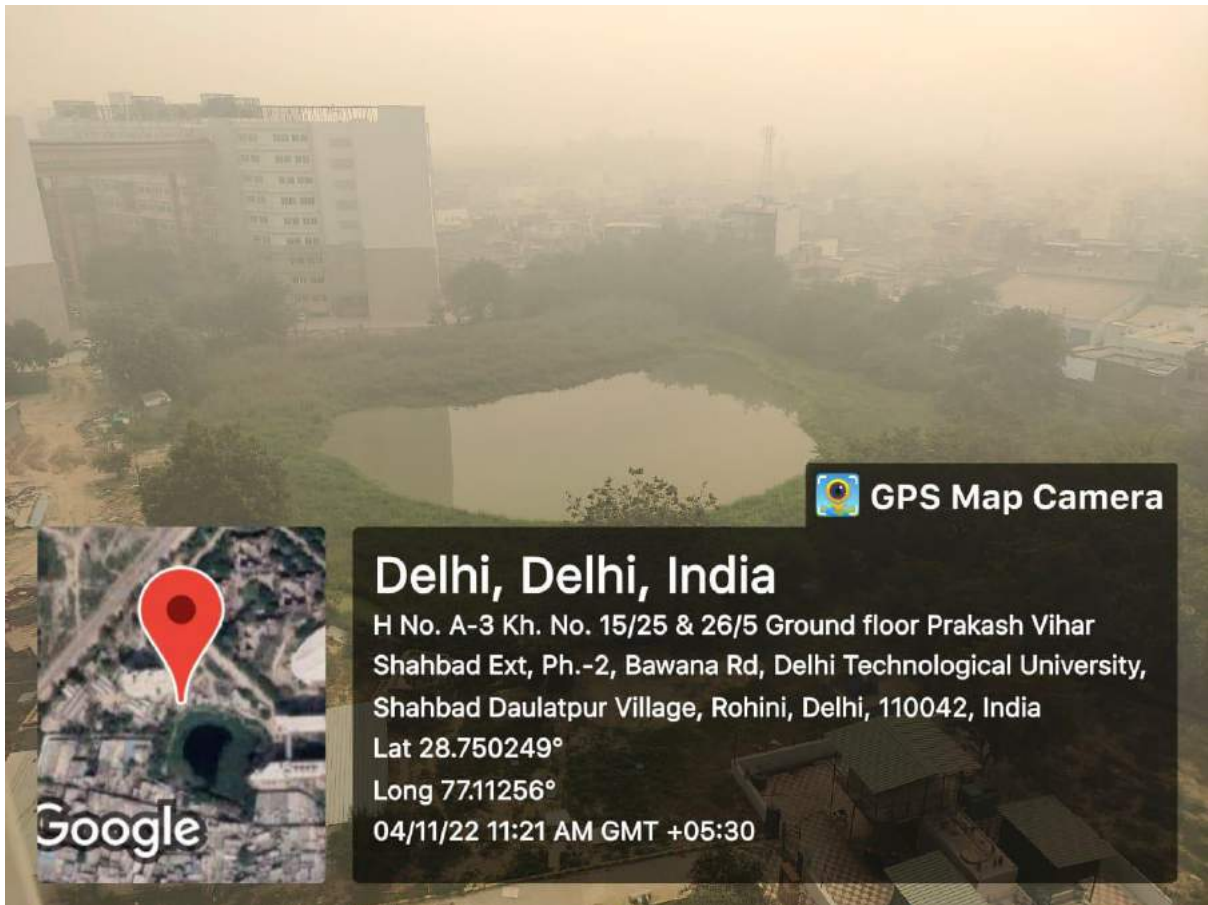 GPS Map Camera
Delhi, Delhi, India
H No. A-3 Kh. No. 15/25 & 26/5 Ground floor Prakash Vihar
Shahbad Ext, Ph.-2, Bawana Rd, Delhi Technological University,
Shahbad Daulatpur Village, Rohini, Delhi, 110042, India
Lat 28.750249°
Long 77.11256°
04/11/22 11:21 AM GMT +05:30
Google